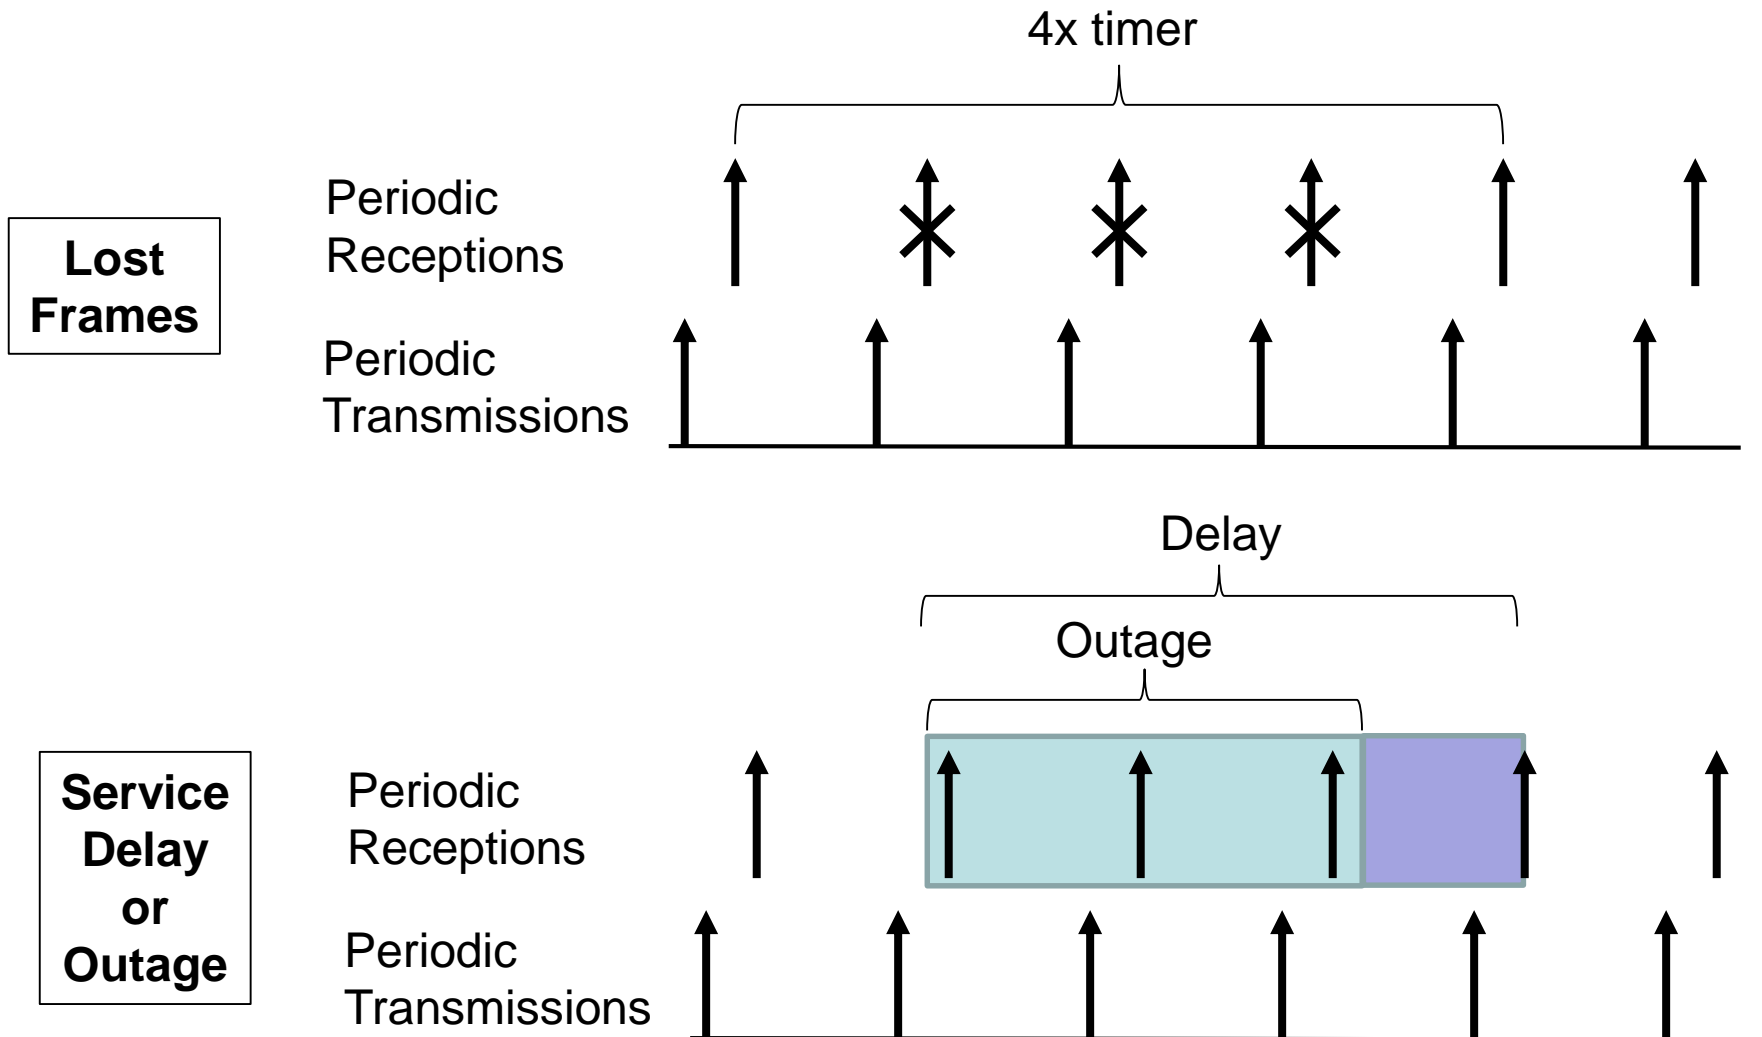 4x timer
Periodic
Receptions
Lost
Frames
Periodic
Transmissions
Delay
Outage
Service
Delay
or
Outage
Periodic
Receptions
Periodic
Transmissions